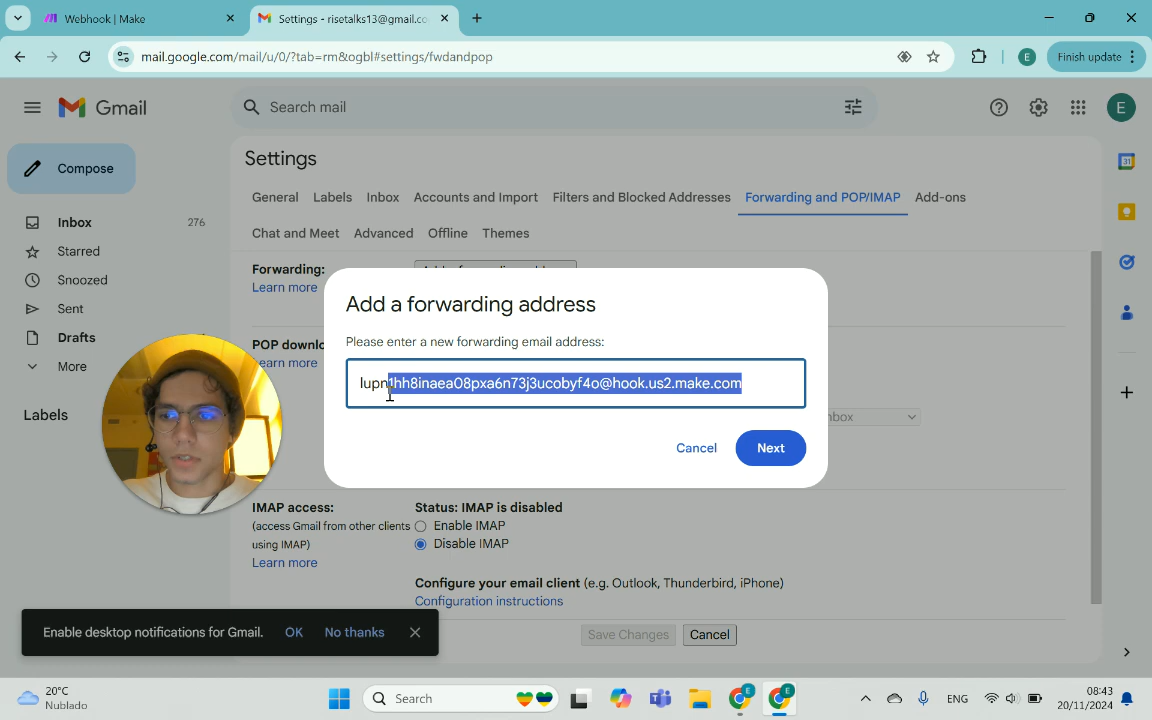 Webhook | Make
Settings - risetalks13@gmail.co
mail.google.com/mail/u/0/?tab=rm&ogbl#settings/fwdandpop
E
Finish update
Gmail
Search mail
E
Compose
Settings
General
Labels
Inbox
Accounts and Import
Filters and Blocked Addresses
Forwarding and POP/IMAP
Add-ons
Chat and Meet
Advanced
Offline
Themes
Inbox
276
Starred
Snoozed
Sent
Drafts
More
Labels
Forwarding:
Learn more
POP downlo
earn more
Add a forwarding address
Please enter a new forwarding email address:
lupn1hh8inaea08pxa6n73j3ucobyf4o@hook.us2.make.com
Cancel
Next
nbox
IMAP access:
(access Gmail from other clients
using IMAP)
Learn more
Status: IMAP is disabled
Enable IMAP
Disable IMAP
Configure your email client (e.g. Outlook, Thunderbird, iPhone)
Configuration instructions
Save Changes
Cancel
Enable desktop notifications for Gmail.
OK
No thanks
20°C
Nublado
Search
ENG
08:43
20/11/2024